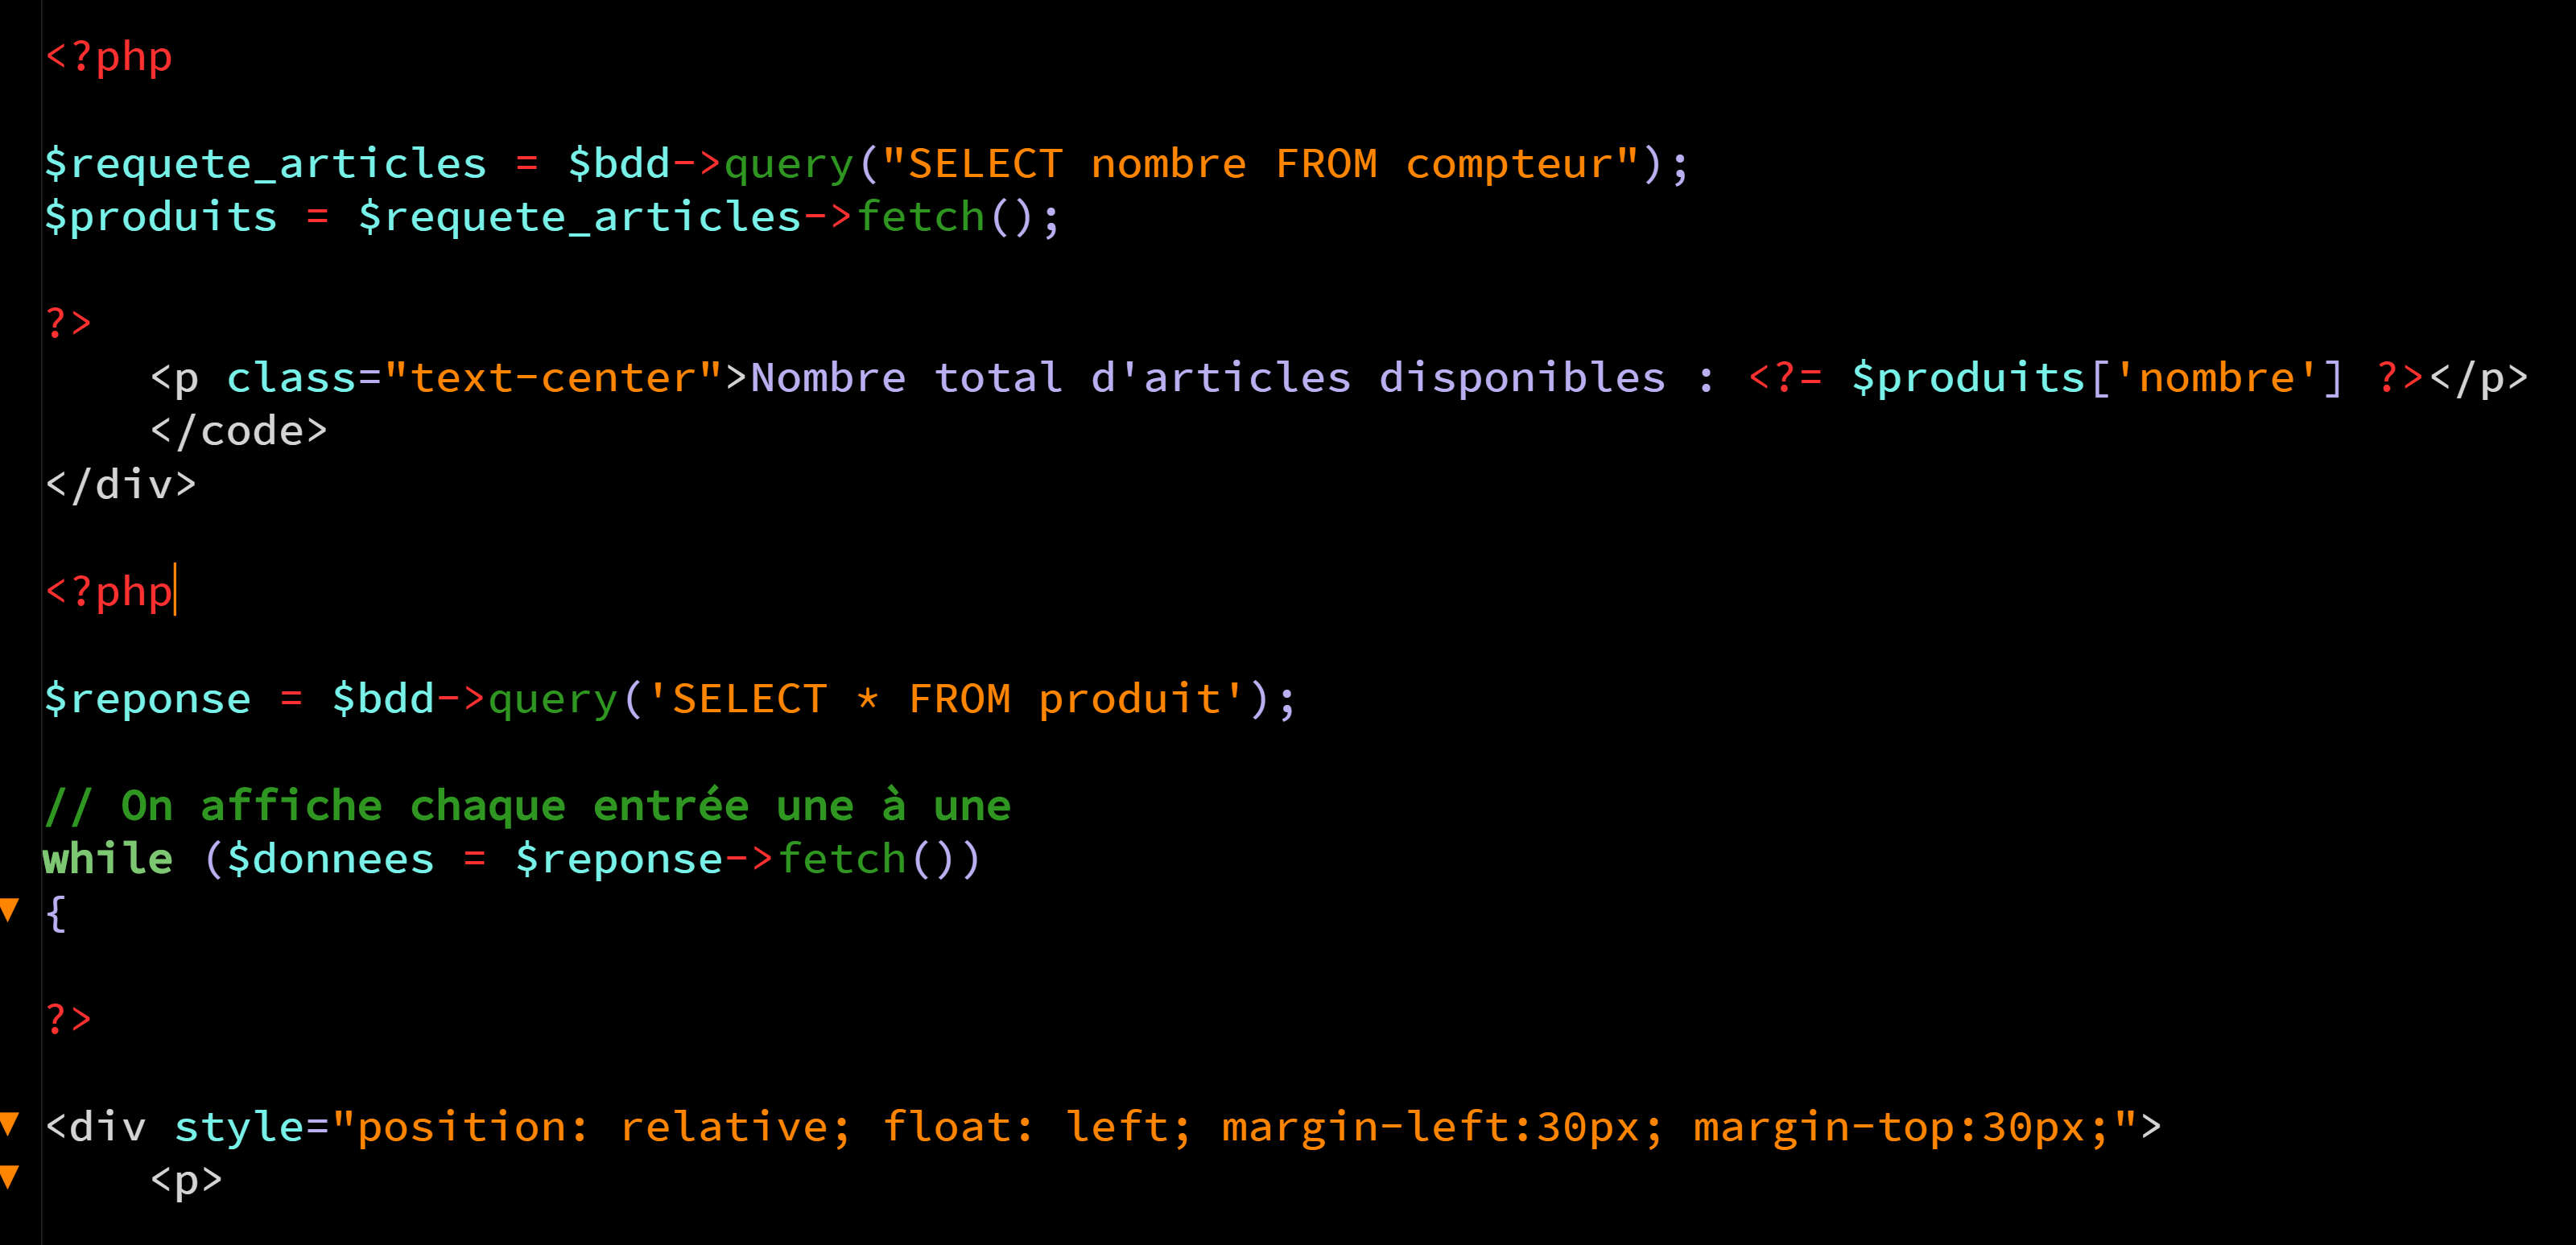 <?php
$requete_articles = $bdd->query("SELECT nombre FROM compteur");
$produits = $requete_articles->fetch();
?>
<p class="text-center">Nombre total d'articles disponibles : <?= $produits['nombre'] ?></p>
</code>
</div>
<?php
$reponse = $bdd->query('SELECT * FROM produit');
// On affiche chaque entrée une à une
while ($donnees = $reponse->fetch())
{
?>
<div style="position: relative; float: left; margin-left:30px; margin-top:30px;">
<p>